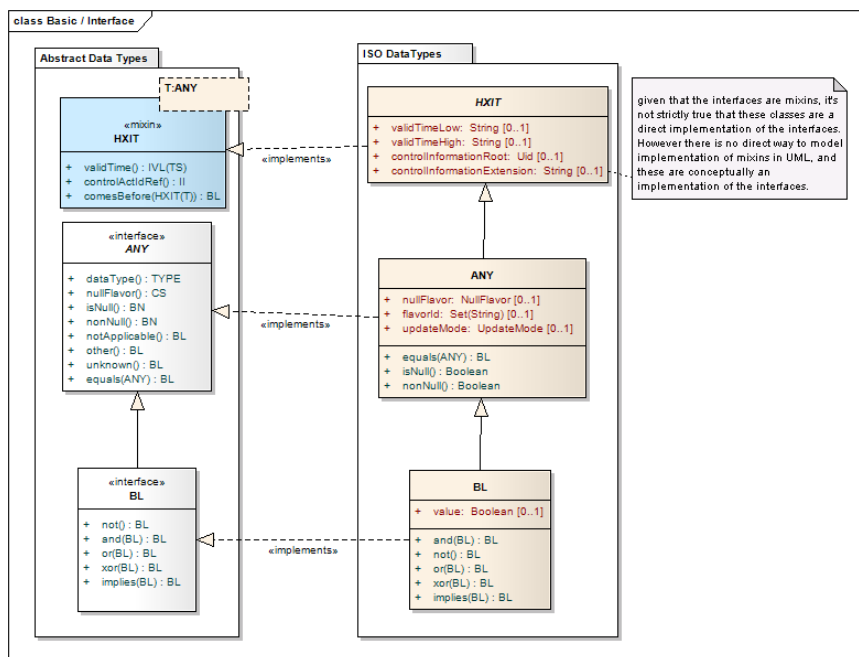 class Basic / Interface
Abstract Data Types
T:ANY
«mixin»
HXIT
+ validTime() : IVL(TS)
+ controlActIdRef() : II
+ comesBefore(HXIT(T)) : BL
«interface»
ANY
+ dataType() : TYPE
+ nullFlavor() : CS
+ isNull() : BN
+ nonNull() : BN
+ notApplicable() : BL
+ other() : BL
+ unknown() : BL
+ equals(ANY) : BL
«interface»
BL
+ not() : BL
+ and(BL) : BL
+ or(BL) : BL
+ xor(BL) : BL
+ implies(BL) : BL
«implements»
«implements»
«implements»
ISO DataTypes
HXIT
+ validTimeLow: String [0..1]
+ validTimeHigh: String [0..1]
+ controlInformationRoot: Uid [0..1]
+ controlInformationExtension: String [0..1]
ANY
+ nullFlavor: NullFlavor [0..1]
+ flavorId: Set(String) [0..1]
+ updateMode: UpdateMode [0..1]
+ equals(ANY) : BL
+ isNull() : Boolean
+ nonNull() : Boolean
BL
+ value: Boolean [0..1]
+ and(BL) : BL
+ not() : BL
+ or(BL) : BL
+ xor(BL) : BL
+ implies(BL) : BL
given that the interfaces are mixins, it's
not strictly true that these classes are a
direct implementation of the interfaces.
However there is no direct way to model
implementation of mixins in UML, and
these are conceptually an
implementation of the interfaces.